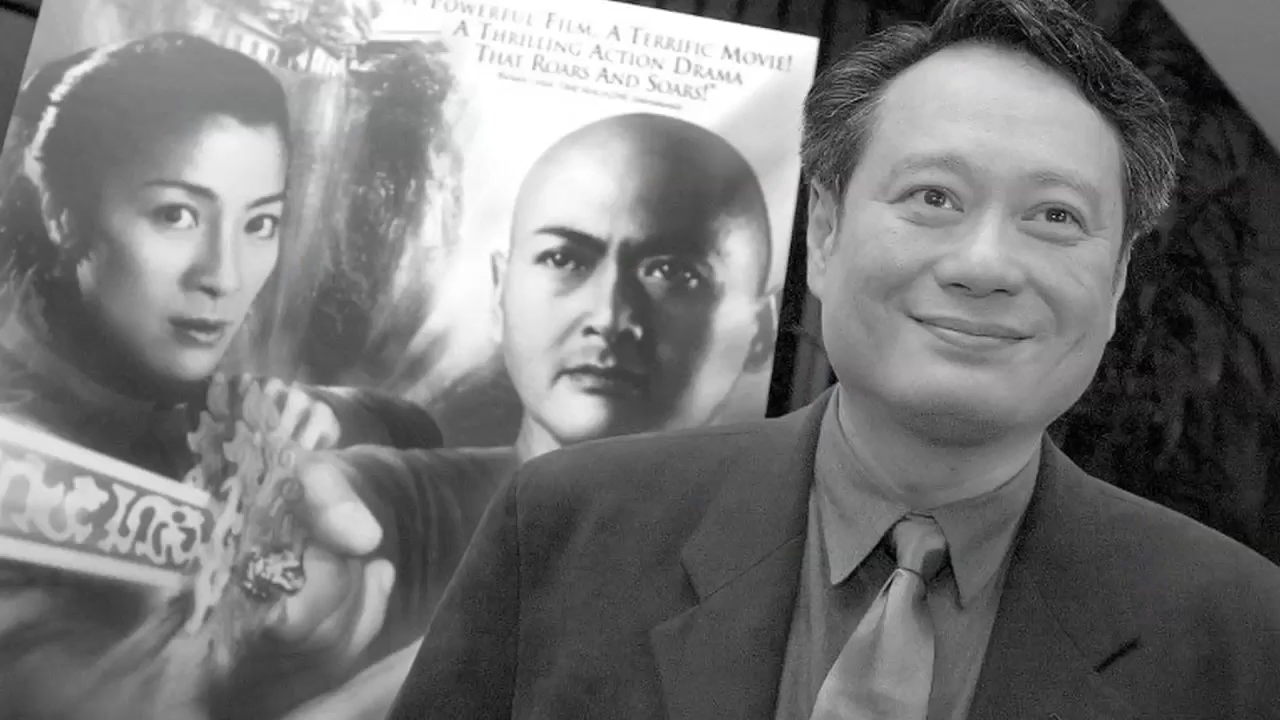 POWERFUL FILM. A TERRIFIC MOVIE!
A THRILLING ACTION DRAMA
THAT ROARS AND SOARS!"